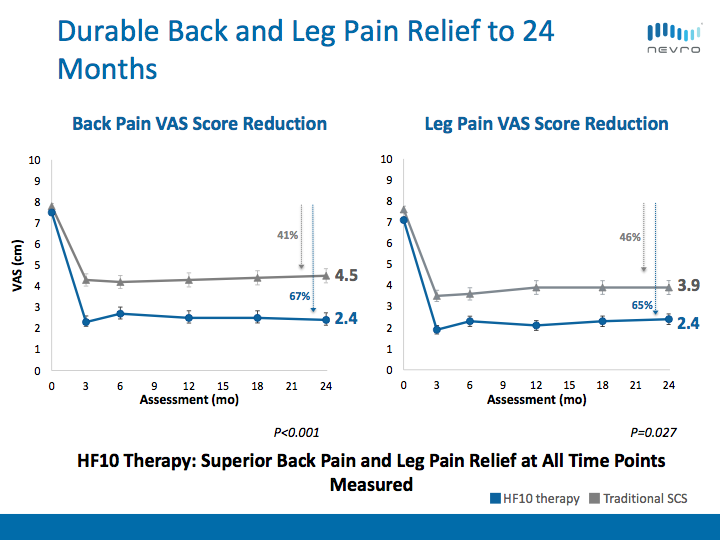 Durable Back and Leg Pain Relief to 24
Months
nevro
Back Pain VAS Score Reduction
10
9
8
7
6
5
4
3
2
1
0
VAS (cm)
41%
67%
4.5
2.4
0 3 6 9 12 15 18 21 24
Assessment (mo)
P<0.001
Leg Pain VAS Score Reduction
10
9
8
7
6
5
4
3
2
1
0
46%
65%
3.9
2.4
0 3 6 9 12 15 18 21 24
Assessment (mo)
P=0.027
HF10 Therapy: Superior Back Pain and Leg Pain Relief at All Time Points
Measured
HF10 therapy Traditional SCS